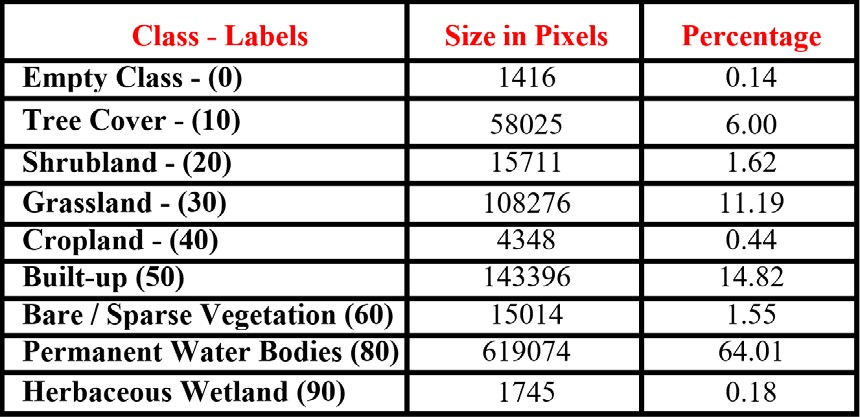 Class - Labels Size in Pixels Percentage
Empty Class - (0) 1416 0.14
Tree Cover - (10) 58025 6.00
Shrubland - (20) 15711 1.62
Grassland - (30) 108276 11.19
Cropland - (40) 4348 0.44
Built-up (50) 143396 14.82
Bare / Sparse Vegetation (60) 15014 1.55
Permanent Water Bodies (80) 619074 64.01
Herbaceous Wetland (90) 1745 0.18